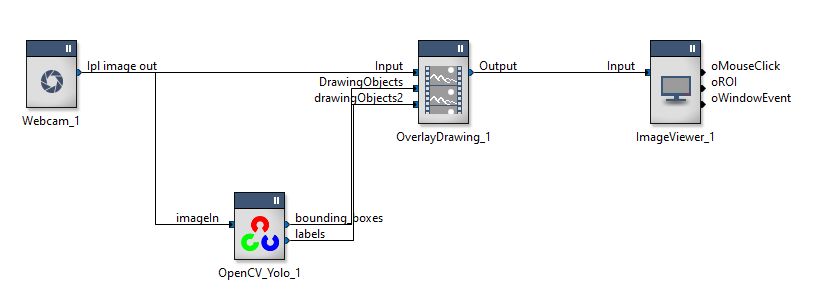 Ipl image out
Webcam_1
Input
DrawingObjects
drawingObjects2
Output
OverlayDrawing_1
Input
oMouseClick
oROI
oWindowEvent
ImageViewer_1
imageIn
bounding_boxes
labels
OpenCV_Yolo_1